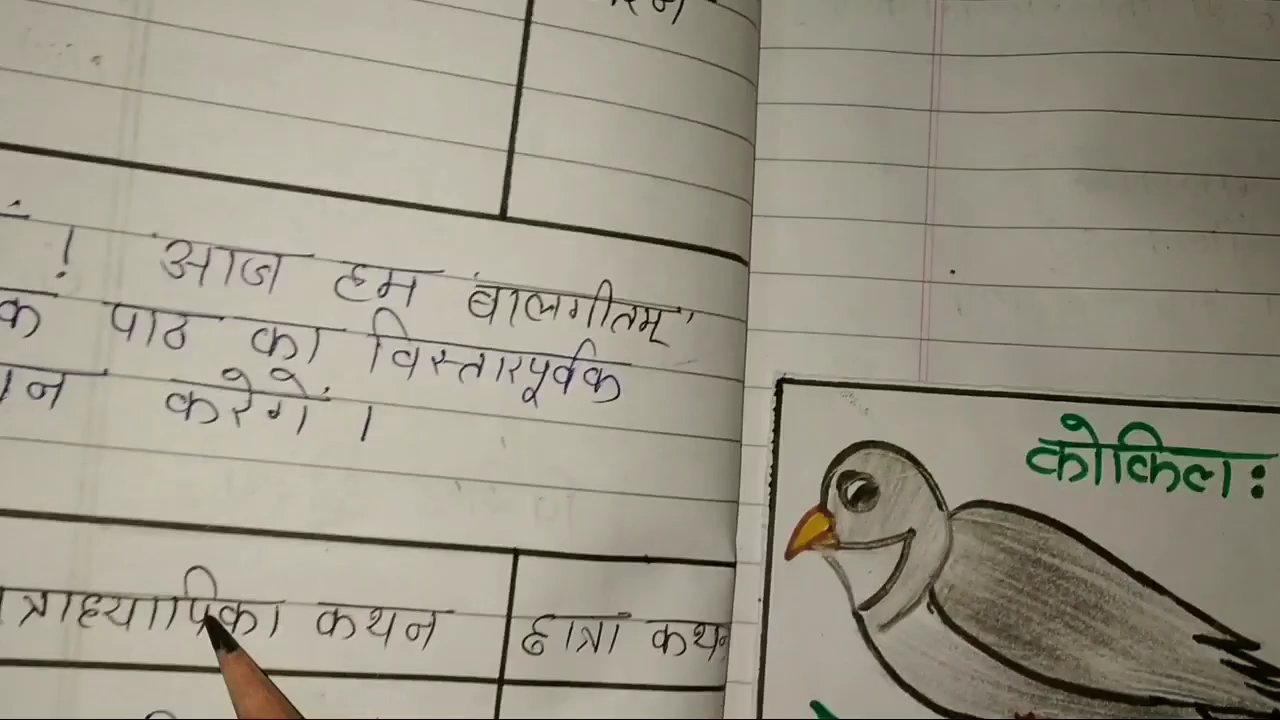 ! आज हम 'बालगीतम्'
क पाठ का विस्तारपूर्वक
न करेगें ।
त्राध्यापिका कथन
छात्रा कथन
कोकिलः